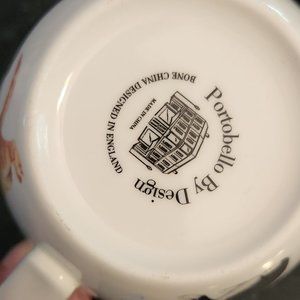 Portobello By Design
BONE CHINA DESIGNED IN ENGLAND
MADE IN CHINA